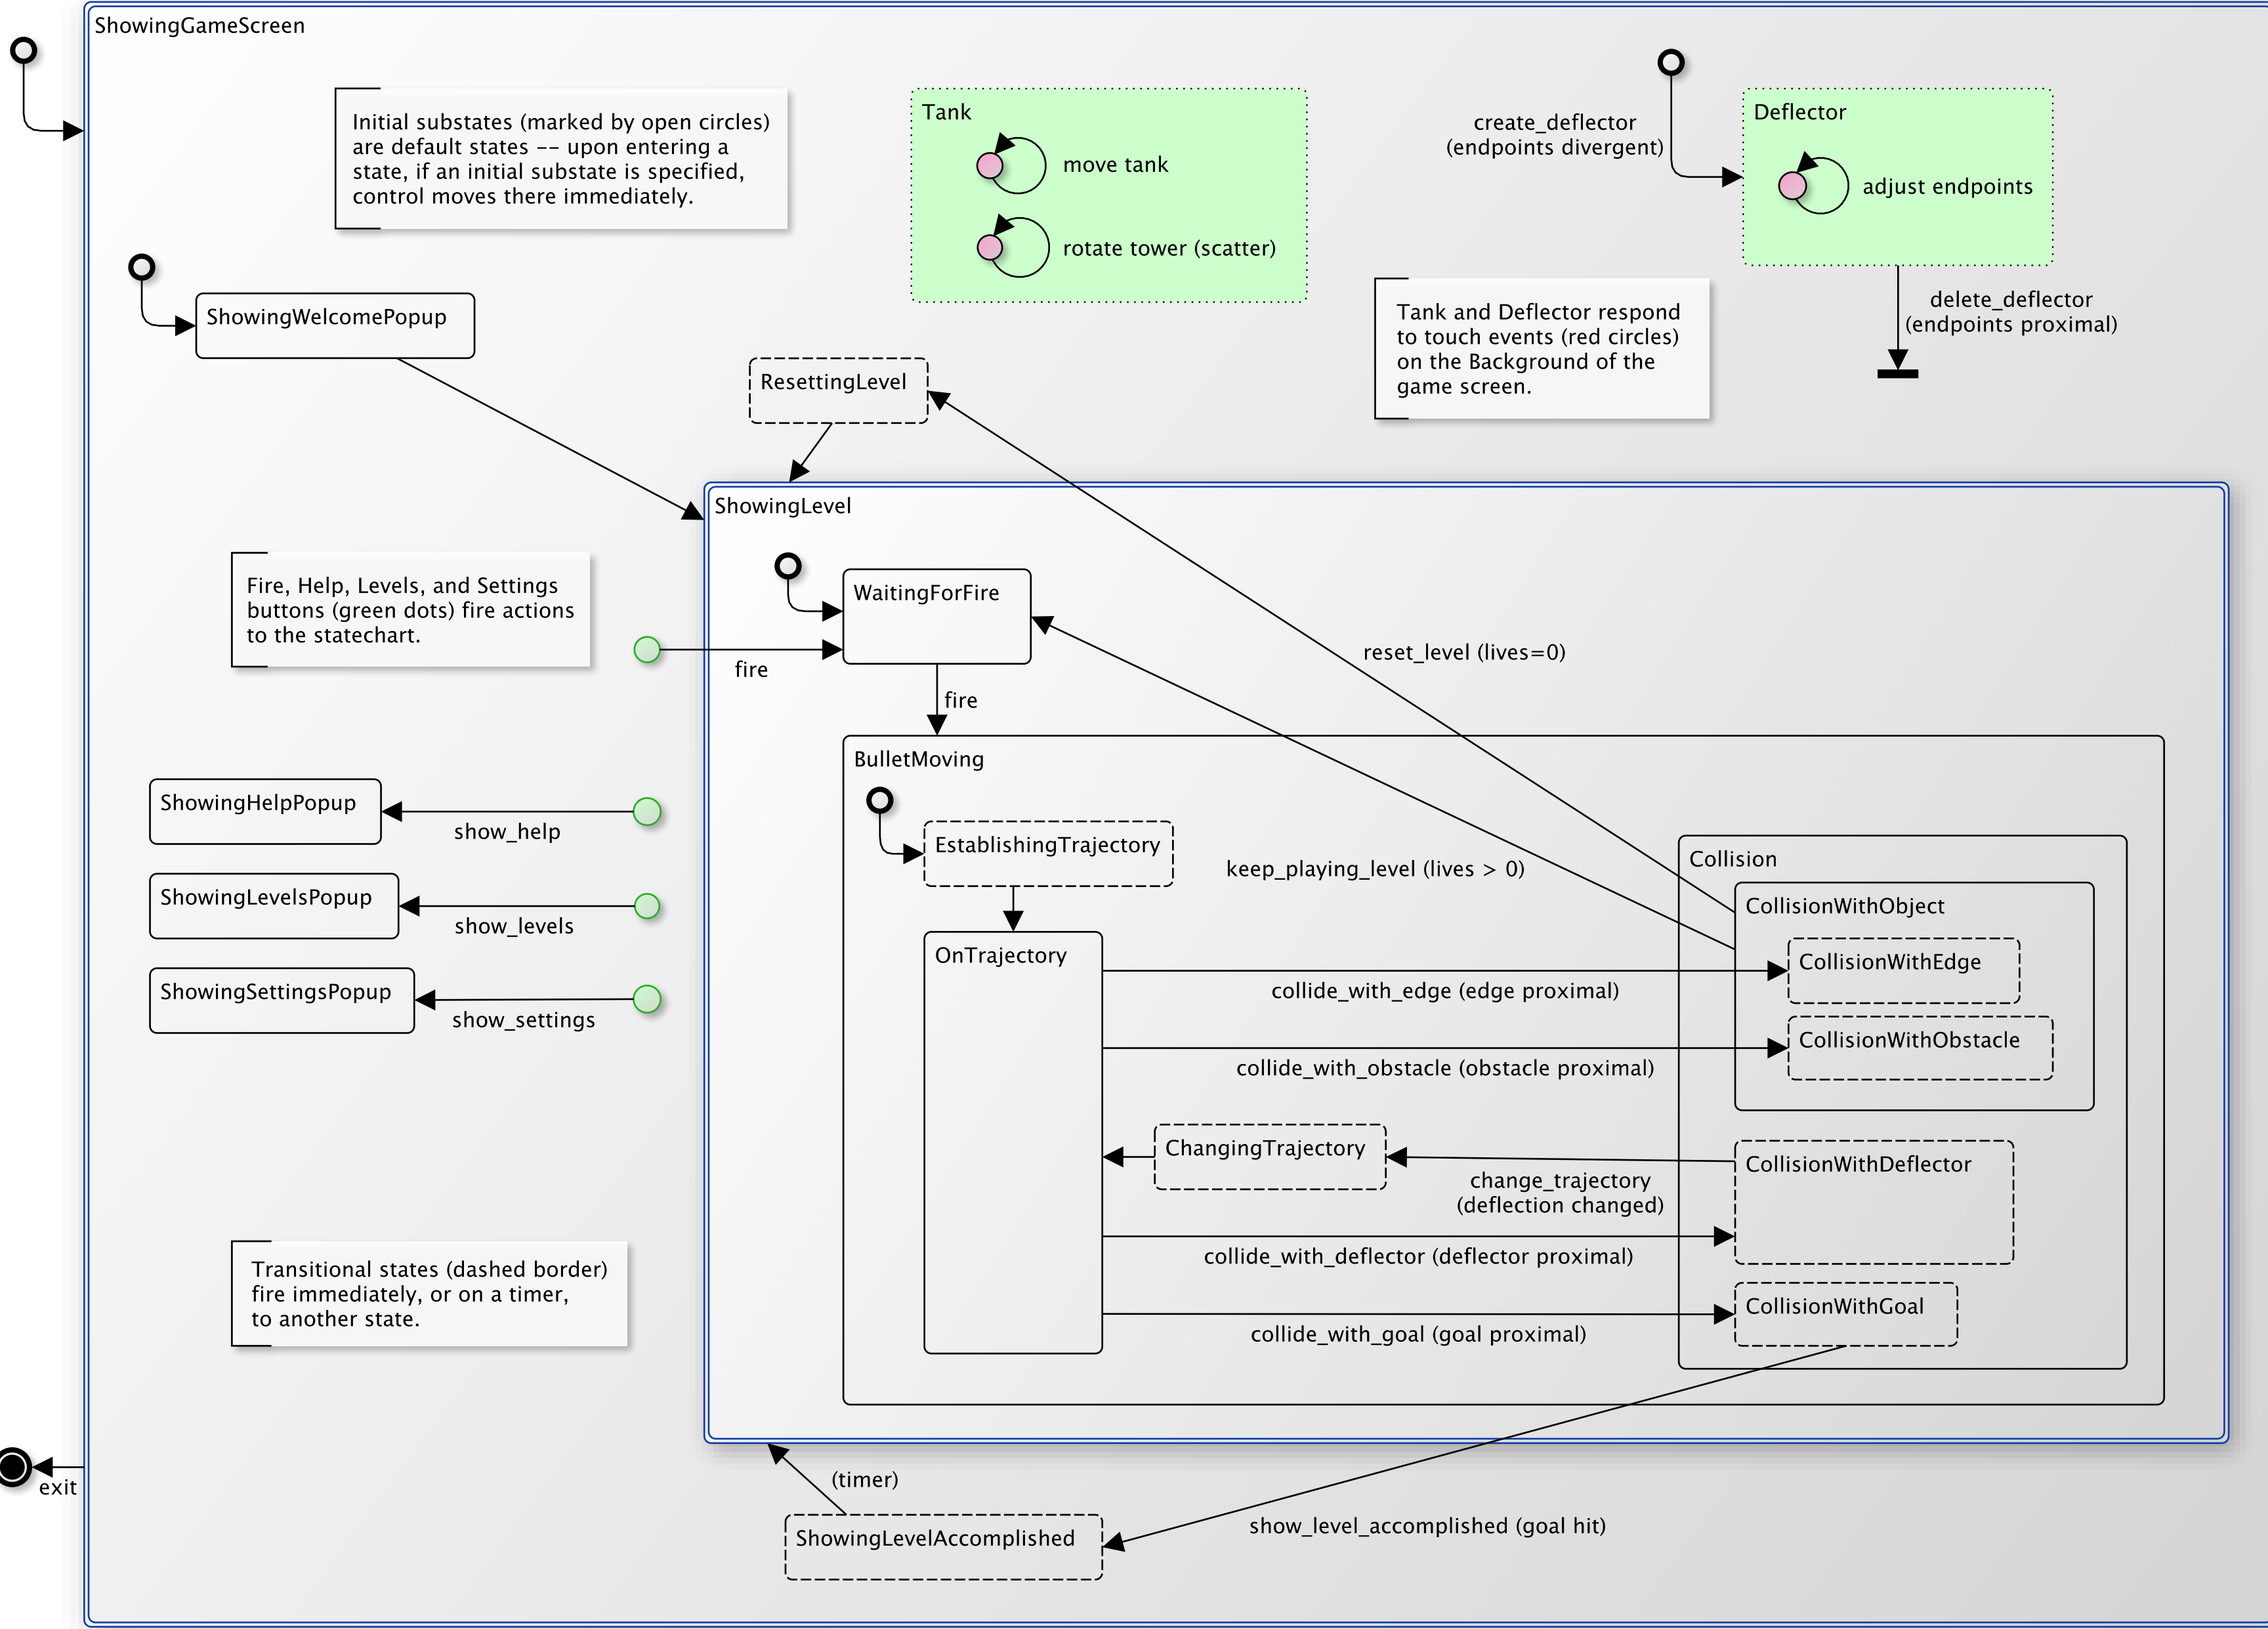 ShowingGameScreen
Initial substates (marked by open circles)
are default states -- upon entering a
state, if an initial substate is specified,
control moves there immediately.
Tank
move tank
rotate tower (scatter)
create_deflector
(endpoints divergent)
Deflector
adjust endpoints
delete_deflector
(endpoints proximal)
Tank and Deflector respond
to touch events (red circles)
on the Background of the
game screen.
ShowingWelcomePopup
ResettingLevel
ShowingLevel
Fire, Help, Levels, and Settings
buttons (green dots) fire actions
to the statechart.
WaitingForFire
fire
fire
reset_level (lives=0)
BulletMoving
ShowingHelpPopup
show_help
EstablishingTrajectory
keep_playing_level (lives > 0)
Collision
ShowingLevelsPopup
show_levels
CollisionWithObject
OnTrajectory
CollisionWithEdge
collide_with_edge (edge proximal)
ShowingSettingsPopup
show_settings
CollisionWithObstacle
collide_with_obstacle (obstacle proximal)
ChangingTrajectory
CollisionWithDeflector
change_trajectory
(deflection changed)
collide_with_deflector (deflector proximal)
Transitional states (dashed border)
fire immediately, or on a timer,
to another state.
CollisionWithGoal
collide_with_goal (goal proximal)
exit
(timer)
show_level_accomplished (goal hit)
ShowingLevelAccomplished